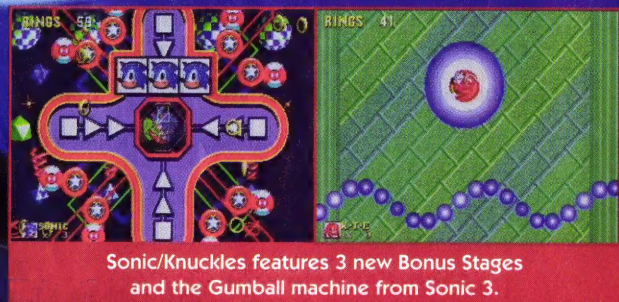 RINGS 59
RINGS 41
SONIC
K-T-E
Sonic/Knuckles features 3 new Bonus Stages
and the Gumball machine from Sonic 3.